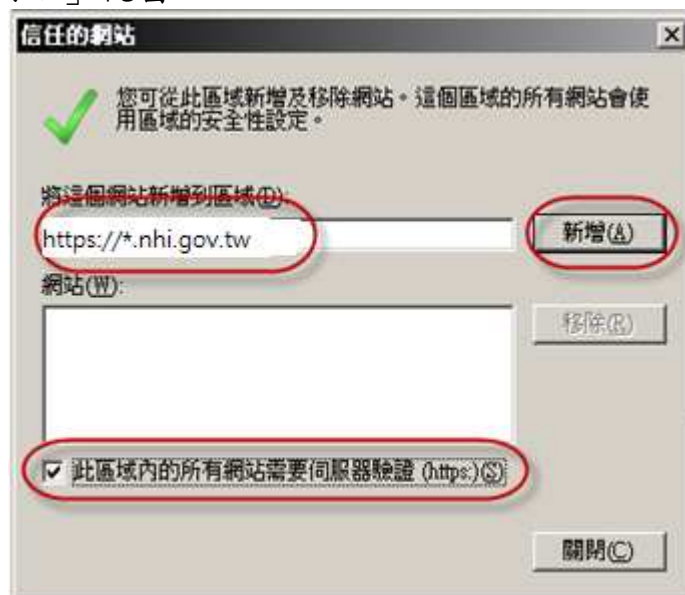 信任的網站
您可從此區域新增及移除網站。這個區域的所有網站會使
用區域的安全性設定。
將這個網站新增到區域(D):
https://*.nhi.gov.tw
新增(A)
網站(W):
移除(R)
此區域內的所有網站需要伺服器驗證 (https:)(S)
關閉(C)